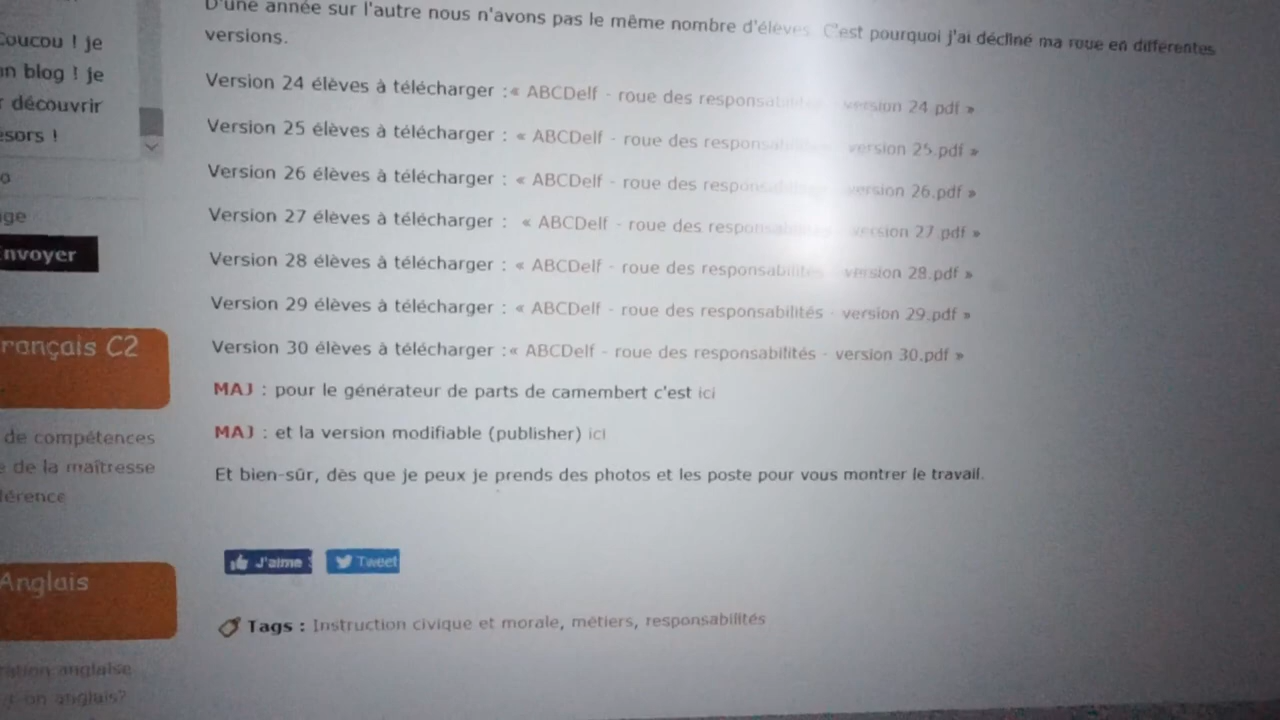 D'une année sur l'autre nous n'avons pas le même nombre d'élèves. C'est pourquoi j'ai décliné ma roue en différentes
versions.
Version 24 élèves à télécharger :« ABCDelf - roue des responsabilités - version 24.pdf »
Version 25 élèves à télécharger : « ABCDelf - roue des responsabilités - version 25.pdf »
Version 26 élèves à télécharger : « ABCDelf - roue des responsabilités - version 26.pdf »
Version 27 élèves à télécharger : « ABCDelf - roue des responsabilités - version 27.pdf »
Version 28 élèves à télécharger : « ABCDelf - roue des responsabilités - version 28.pdf »
Version 29 élèves à télécharger : « ABCDelf - roue des responsabilités - version 29.pdf »
Version 30 élèves à télécharger :« ABCDelf - roue des responsabilités - version 30.pdf »
MAJ : pour le générateur de parts de camembert c'est ici
MAJ : et la version modifiable (publisher) ici
Et bien-sûr, dès que je peux je prends des photos et les poste pour vous montrer le travail.
J'aime
Tweet
Tags : Instruction civique et morale, métiers, responsabilités
Coucou ! je
blog ! je
découvrir
Envoyer
Français C2
de compétences
de la maîtresse
Anglais
anglaise
anglais?